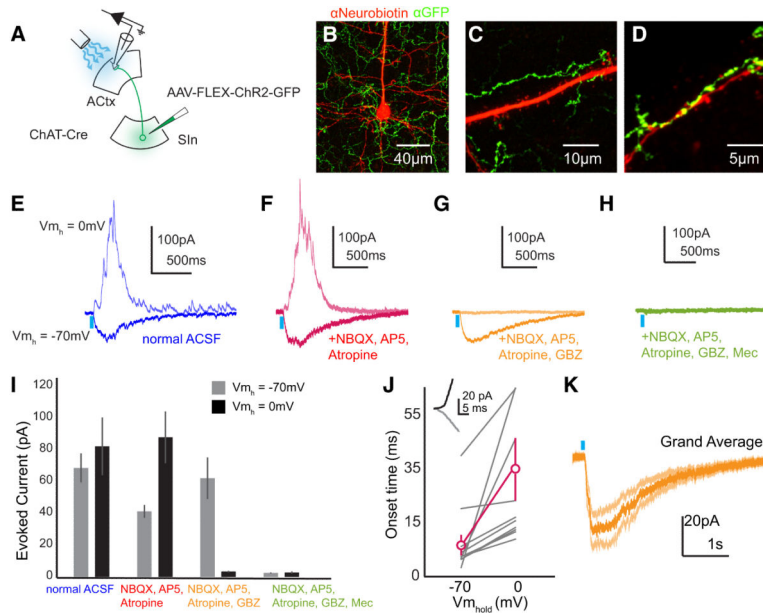 A
ACtx
AAV-FLEX-ChR2-GFP
ChAT-Cre
SIn
αNeurobiotin αGFP
B
40µm
C
10µm
D
5µm
E
Vmh = 0mV
100pA
500ms
Vmh = -70mV
normal ACSF
F
100pA
500ms
+NBQX, AP5,
Atropine
G
100pA
500ms
+NBQX, AP5,
Atropine, GBZ
H
100pA
500ms
+NBQX, AP5,
Atropine, GBZ, Mec
I
Evoked Current (pA)
120
100
80
60
40
20
0
Vmh = -70mV
Vmh = 0mV
normal ACSF
NBQX, AP5,
Atropine
NBQX, AP5,
Atropine, GBZ
NBQX, AP5,
Atropine, GBZ, Mec
J
20 pA
5 ms
Onset time (ms)
55
35
15
0
-70
0
Vmhold (mV)
K
Grand Average
20pA
1s